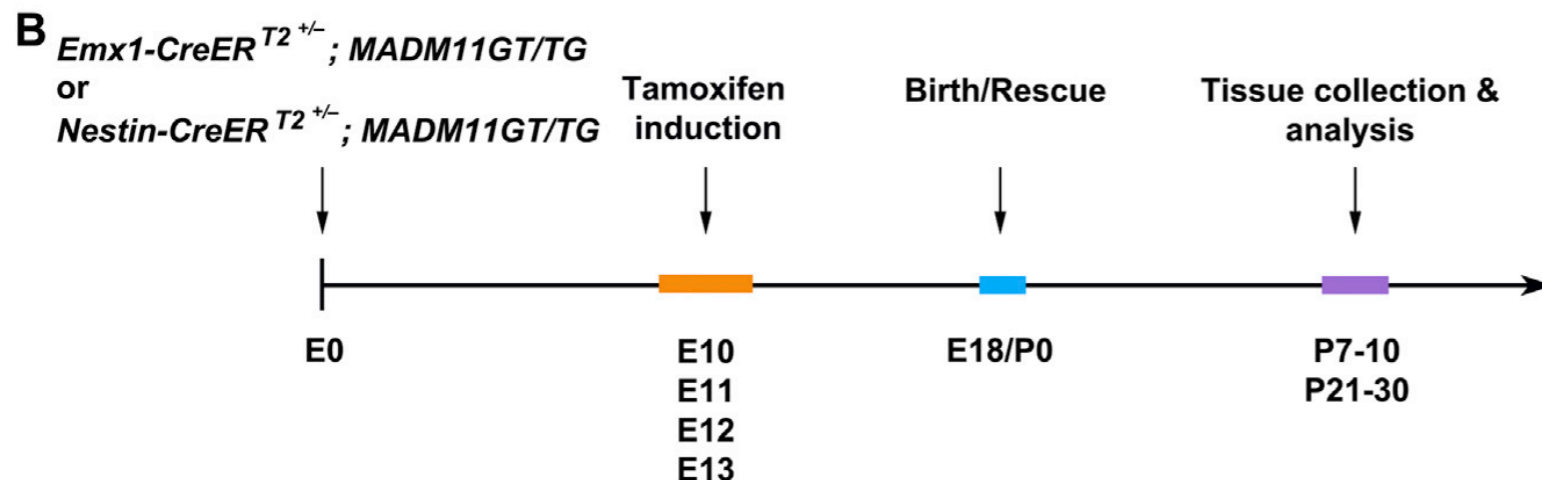 B
Emx1-CreER^T2 +/–; MADM11GT/TG
or
Nestin-CreER^T2 +/–; MADM11GT/TG
Tamoxifen
induction
Birth/Rescue
Tissue collection &
analysis
E0
E10
E11
E12
E13
E18/P0
P7-10
P21-30